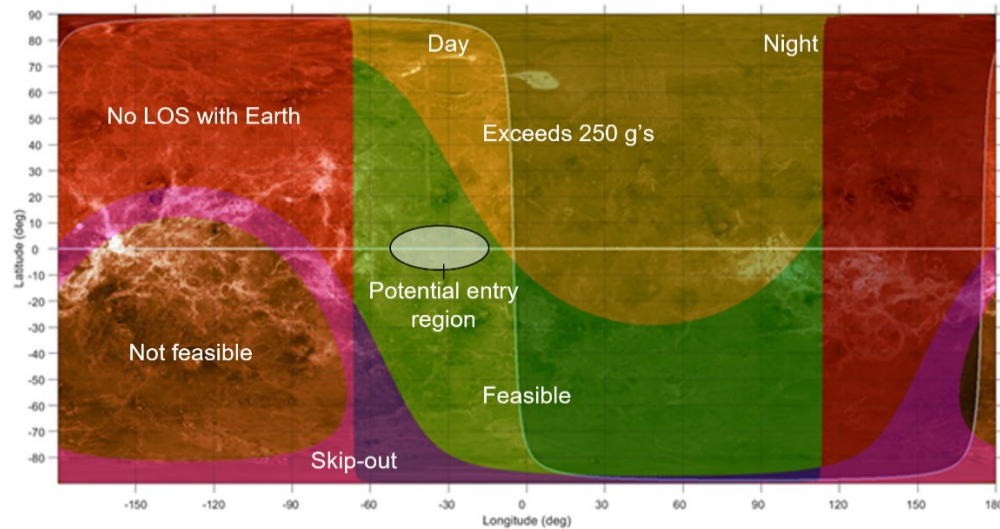 90
80
70
60
50
40
30
20
10
0
-10
-20
-30
-40
-50
-60
-70
-80
Latitude (deg)
Day
Night
No LOS with Earth
Exceeds 250 g's
Potential entry
region
Not feasible
Feasible
Skip-out
-150 -120 -90 -60 -30 0 30 60 90 120 150 180
Longitude (deg)